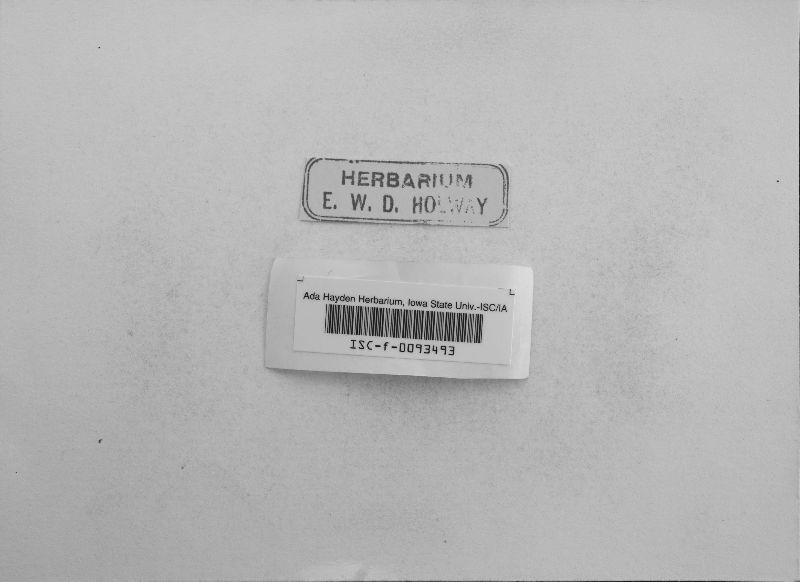 HERBARIUM
E. W. D. HOLWAY
Ada Hayden Herbarium, Iowa State Univ.-ISC/IA
ISC-f-0093493